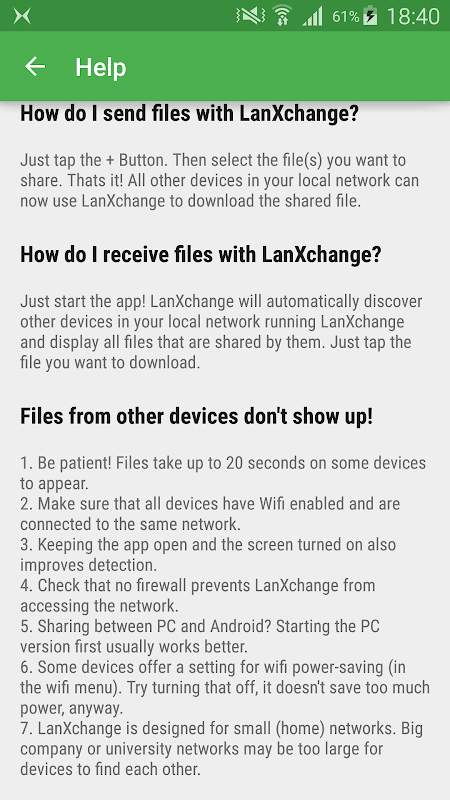 61% 18:40
Help
How do I send files with LanXchange?
Just tap the + Button. Then select the file(s) you want to
share. Thats it! All other devices in your local network can
now use LanXchange to download the shared file.
How do I receive files with LanXchange?
Just start the app! LanXchange will automatically discover
other devices in your local network running LanXchange
and display all files that are shared by them. Just tap the
file you want to download.
Files from other devices don't show up!
1. Be patient! Files take up to 20 seconds on some devices
to appear.
2. Make sure that all devices have Wifi enabled and are
connected to the same network.
3. Keeping the app open and the screen turned on also
improves detection.
4. Check that no firewall prevents LanXchange from
accessing the network.
5. Sharing between PC and Android? Starting the PC
version first usually works better.
6. Some devices offer a setting for wifi power-saving (in
the wifi menu). Try turning that off, it doesn't save too much
power, anyway.
7. LanXchange is designed for small (home) networks. Big
company or university networks may be too large for
devices to find each other.